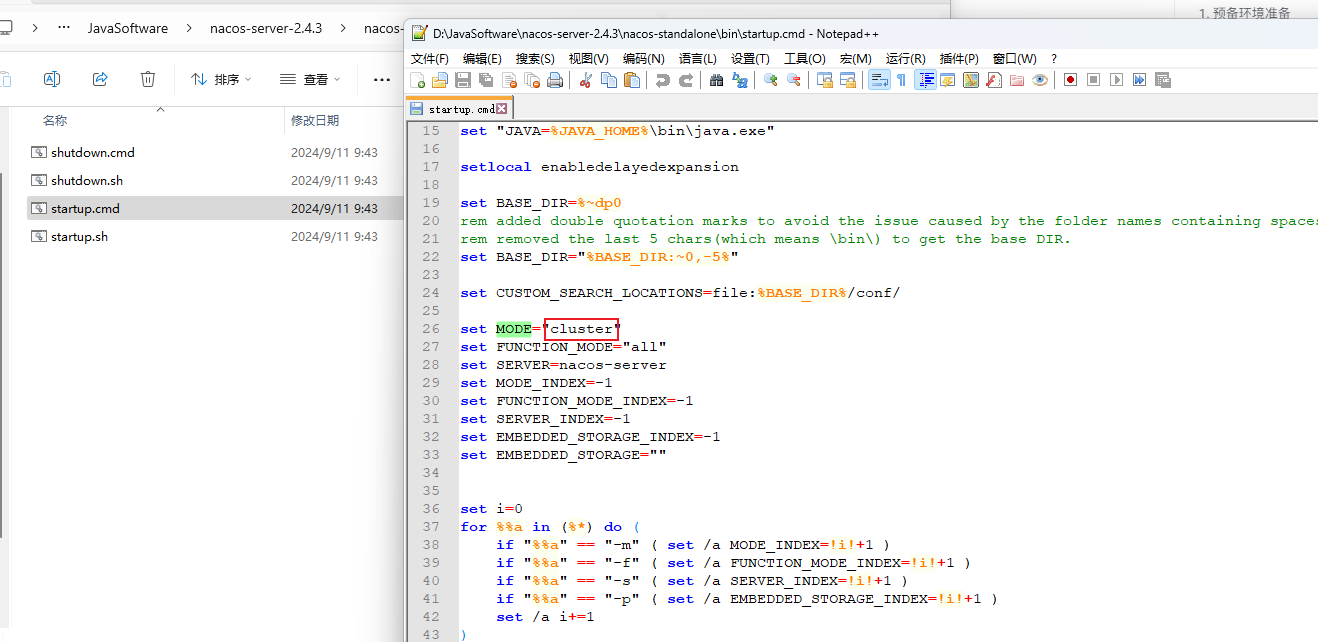 1. 预备环境准备
JavaSoftware
nacos-server-2.4.3
nacos-
排序
查看
名称
修改日期
shutdown.cmd
2024/9/11 9:43
shutdown.sh
2024/9/11 9:43
startup.cmd
2024/9/11 9:43
startup.sh
2024/9/11 9:43
D:\JavaSoftware\nacos-server-2.4.3\nacos-standalone\bin\startup.cmd - Notepad++
文件(F) 编辑(E) 搜索(S) 视图(V) 编码(N) 语言(L) 设置(T) 工具(O) 宏(M) 运行(R) 插件(P) 窗口(W) ?
startup.cmd
15 set "JAVA=%JAVA_HOME%\bin\java.exe"
16
17 setlocal enabledelayedexpansion
18
19 set BASE_DIR=%~dp0
20 rem added double quotation marks to avoid the issue caused by the folder names containing spaces
21 rem removed the last 5 chars(which means \bin\) to get the base DIR.
22 set BASE_DIR="%BASE_DIR:~0,-5%"
23
24 set CUSTOM_SEARCH_LOCATIONS=file:%BASE_DIR%/conf/
25
26 set MODE="cluster"
27 set FUNCTION_MODE="all"
28 set SERVER=nacos-server
29 set MODE_INDEX=-1
30 set FUNCTION_MODE_INDEX=-1
31 set SERVER_INDEX=-1
32 set EMBEDDED_STORAGE_INDEX=-1
33 set EMBEDDED_STORAGE=""
34
35
36 set i=0
37 for %%a in (%*) do (
38 if "%%a" == "-m" ( set /a MODE_INDEX=!i!+1 )
39 if "%%a" == "-f" ( set /a FUNCTION_MODE_INDEX=!i!+1 )
40 if "%%a" == "-s" ( set /a SERVER_INDEX=!i!+1 )
41 if "%%a" == "-p" ( set /a EMBEDDED_STORAGE_INDEX=!i!+1 )
42 set /a i+=1
43 )